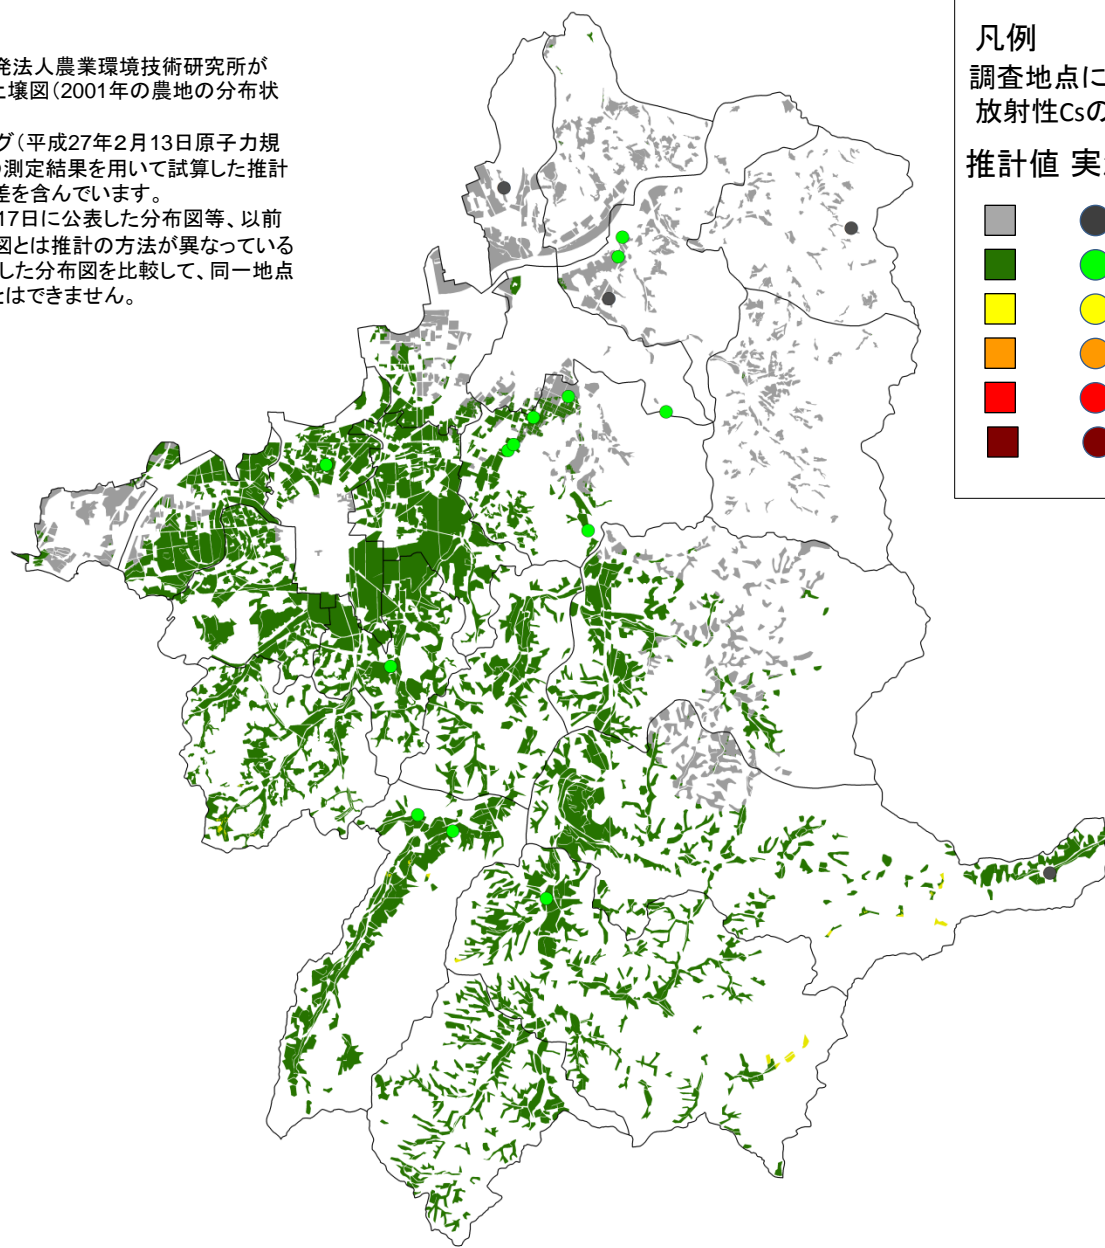 発法人農業環境技術研究所が
土壌図(2001年の農地の分布状
グ(平成27年2月13日原子力規
の測定結果を用いて試算した推計
差を含んでいます。
17日に公表した分布図等、以前
図とは推計の方法が異なっている
した分布図を比較して、同一地点
とはできません。
凡例
調査地点に
放射性Csの
推計値 実